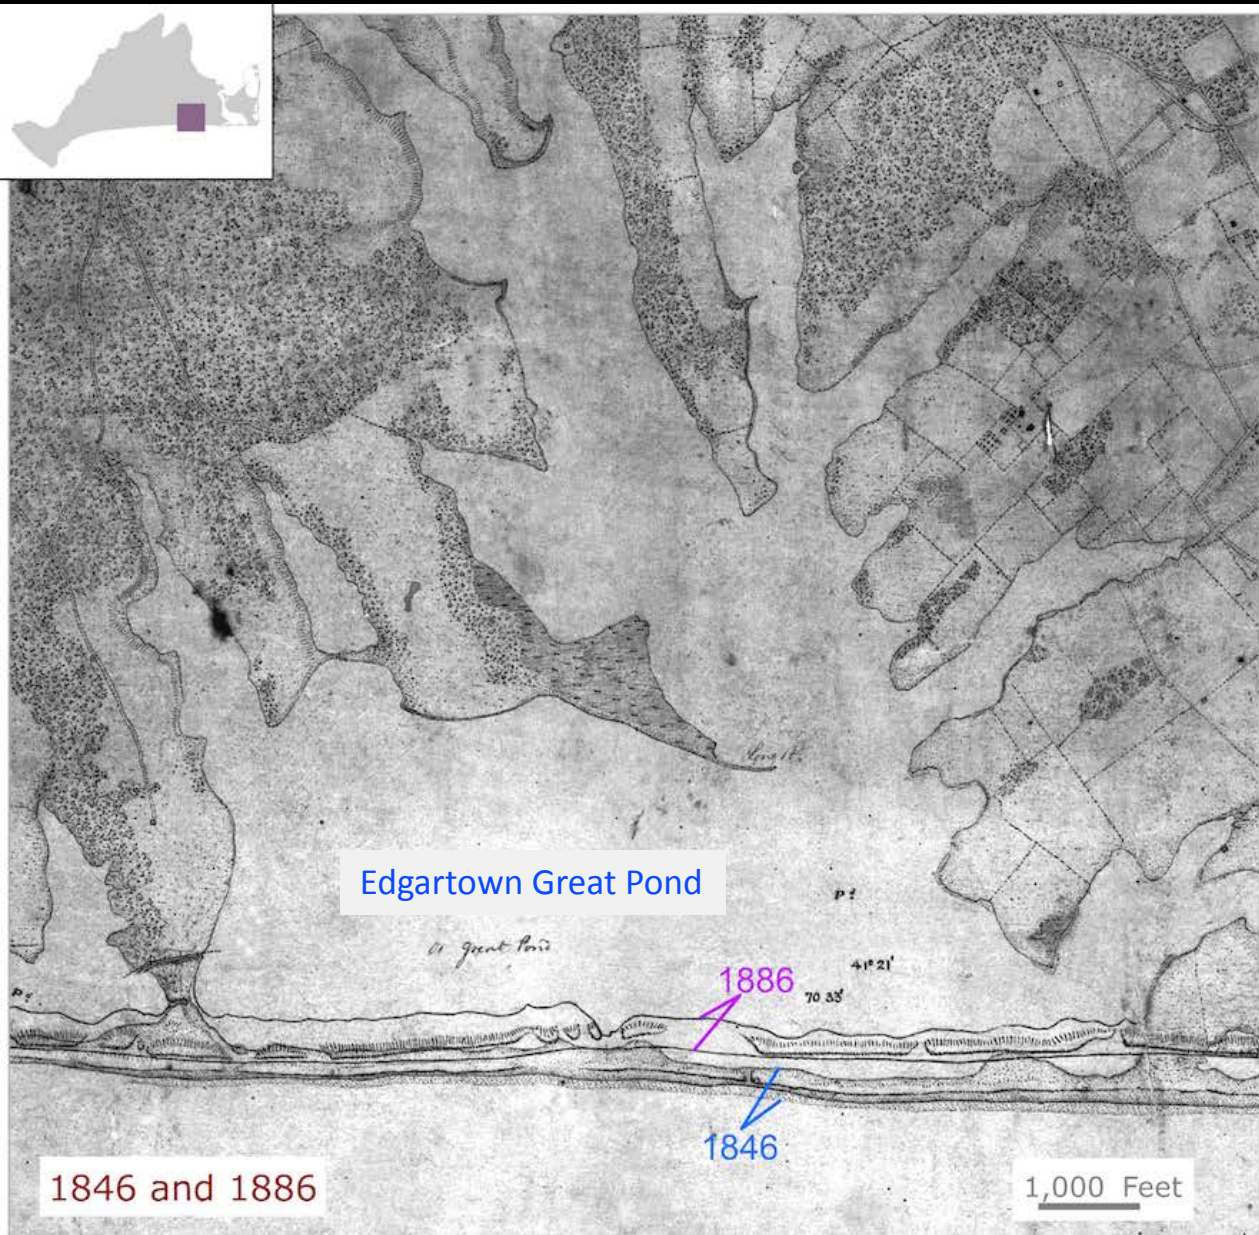 Edgartown Great Pond
Great Pond
41° 21'
70 33'
1886
1846
1846 and 1886
1,000 Feet